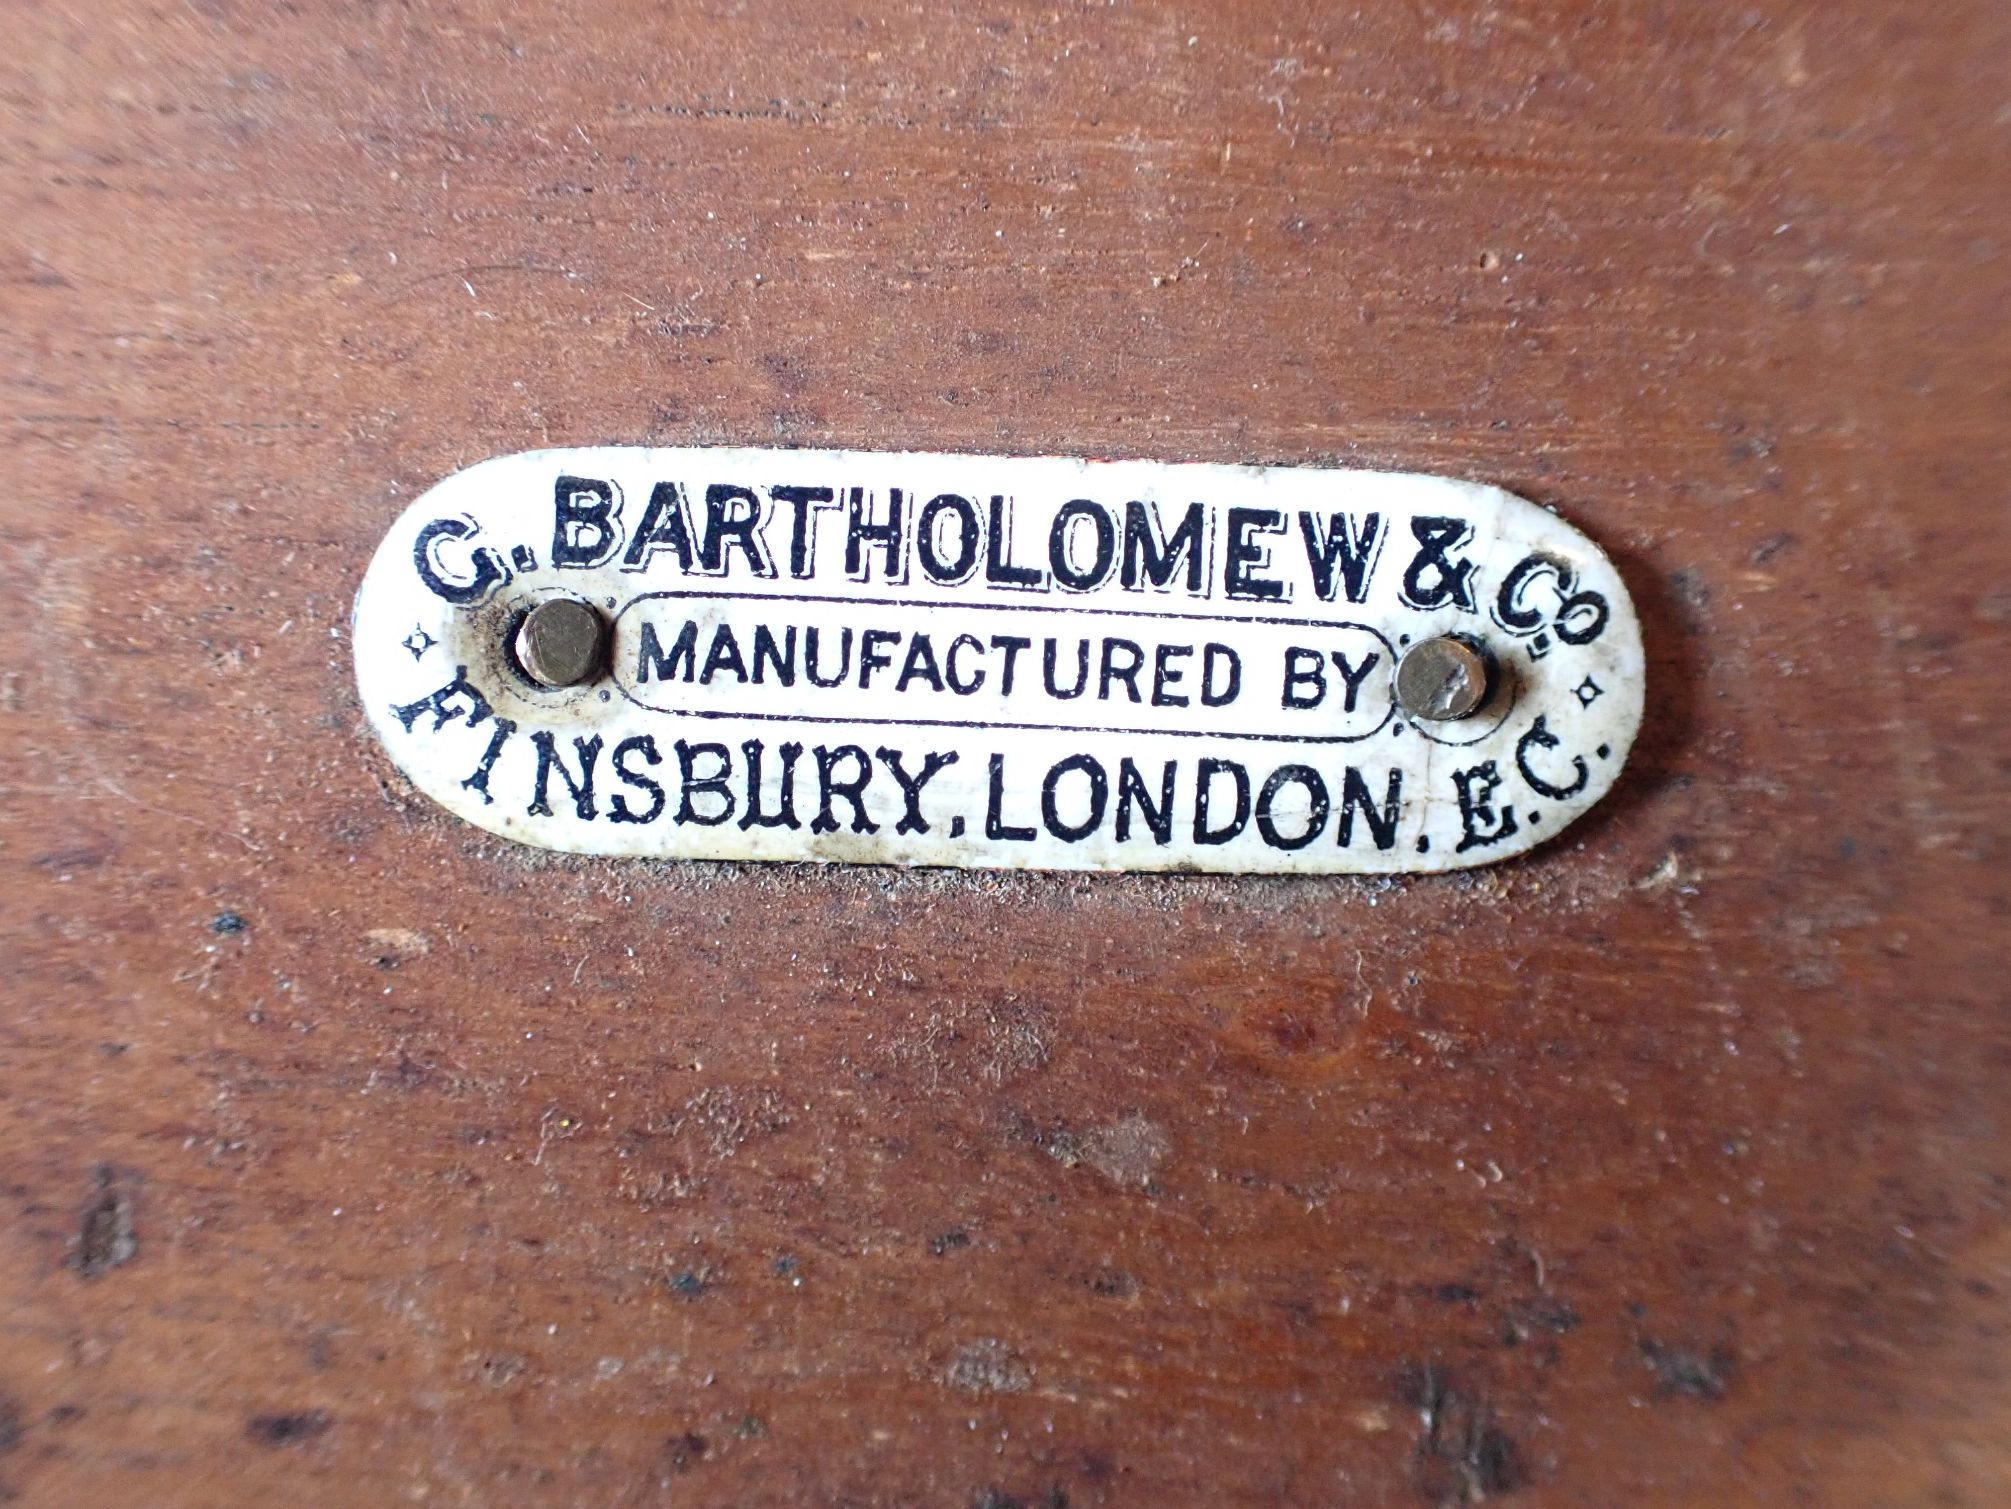 C. BARTHOLOMEW & Co
MANUFACTURED BY
FINSBURY, LONDON. E.C.